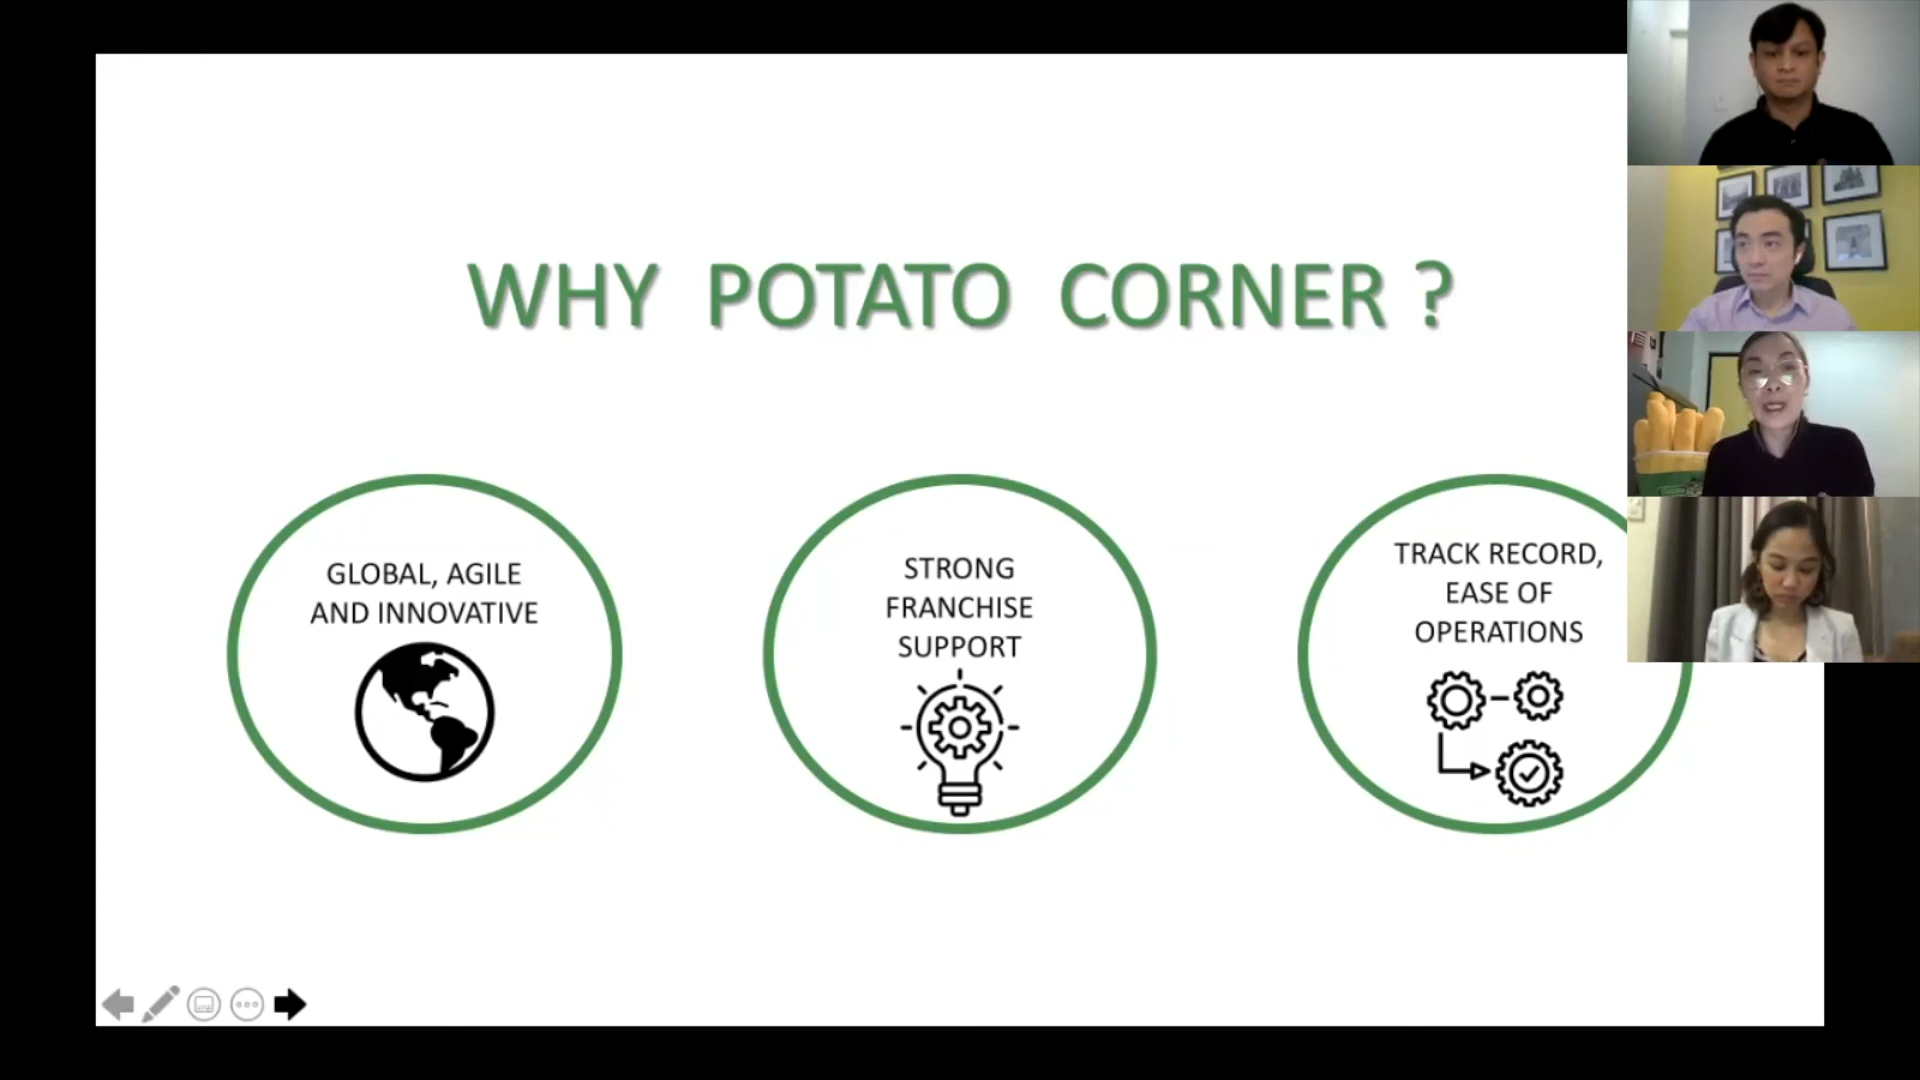 WHY POTATO CORNER ?
GLOBAL, AGILE
AND INNOVATIVE
STRONG
FRANCHISE
SUPPORT
TRACK RECORD,
EASE OF
OPERATIONS